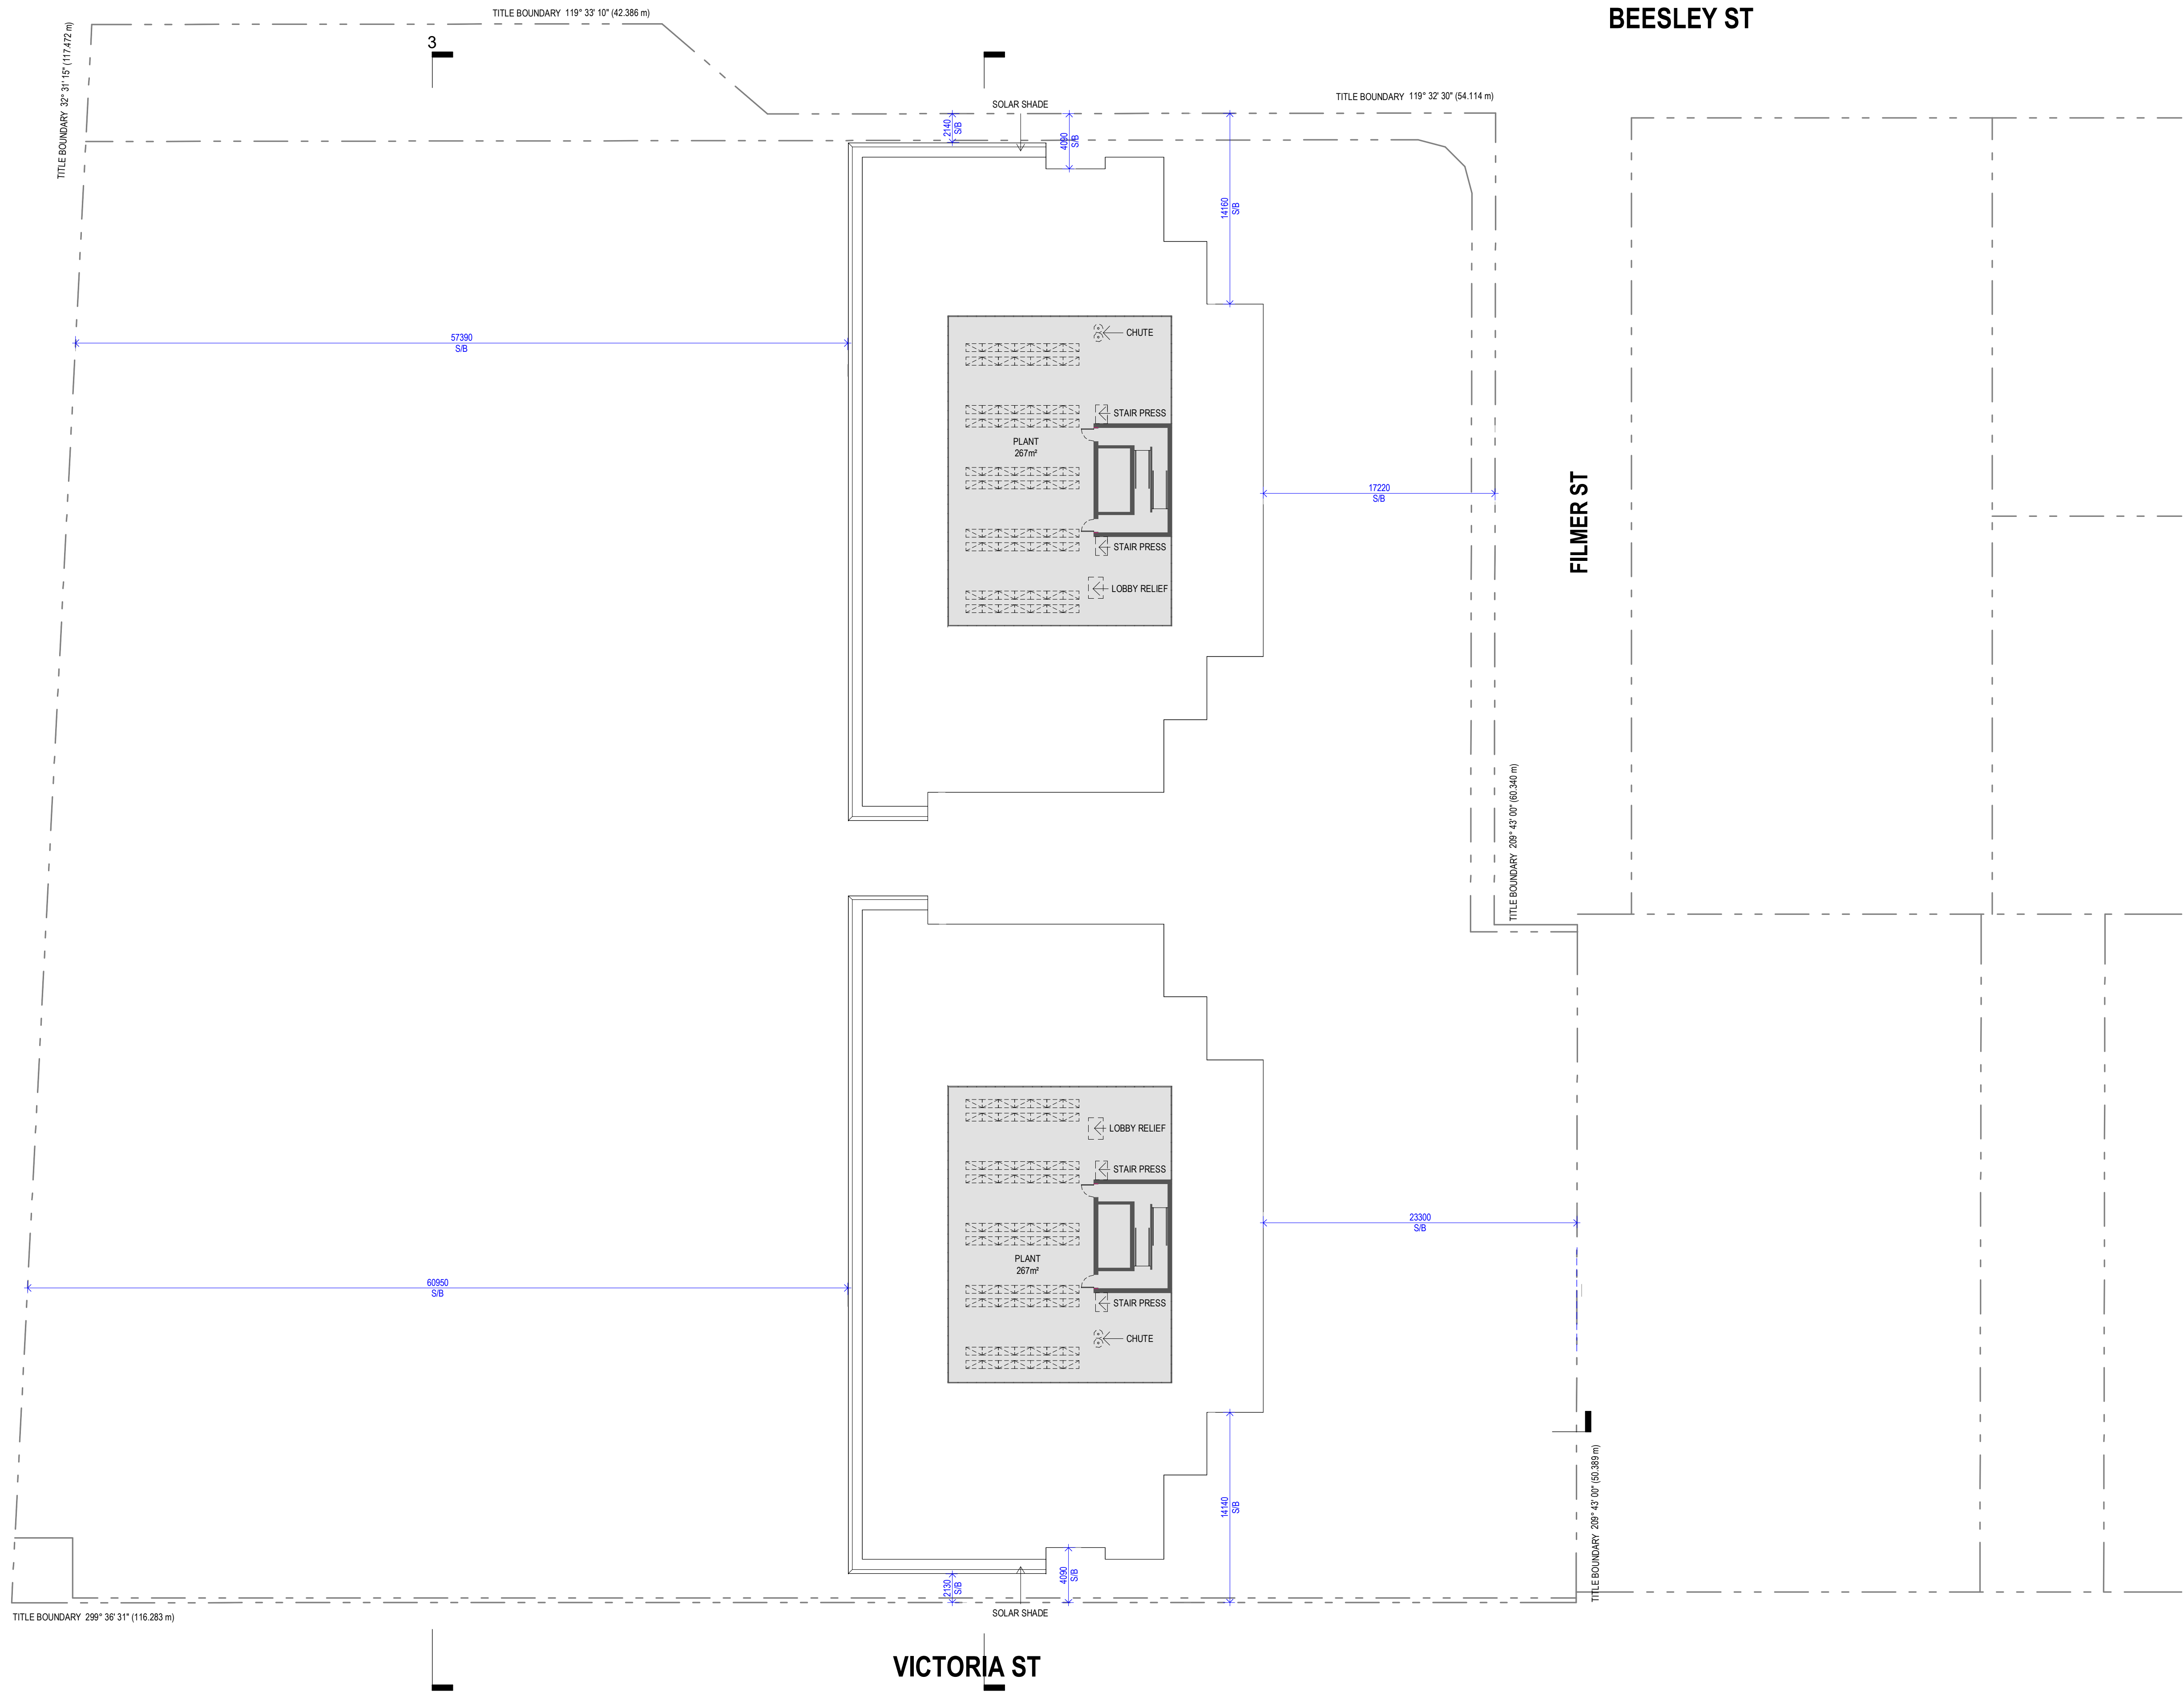 BEESLEY ST
TITLE BOUNDARY 119° 33' 10" (42.386 m)
TITLE BOUNDARY 32° 31' 15" (117.472 m)
3
SOLAR SHADE
TITLE BOUNDARY 119° 32' 30" (54.114 m)
2140
S/B
4090
S/B
14160
S/B
57390
S/B
CHUTE
STAIR PRESS
PLANT
267m²
17220
S/B
FILMER ST
STAIR PRESS
LOBBY RELIEF
TITLE BOUNDARY 209° 43' 00" (60.340 m)
LOBBY RELIEF
STAIR PRESS
23300
S/B
PLANT
267m²
60950
S/B
STAIR PRESS
CHUTE
14140
S/B
TITLE BOUNDARY 209° 43' 00" (50.389 m)
2130
S/B
4090
S/B
SOLAR SHADE
TITLE BOUNDARY 299° 36' 31" (116.283 m)
VICTORIA ST